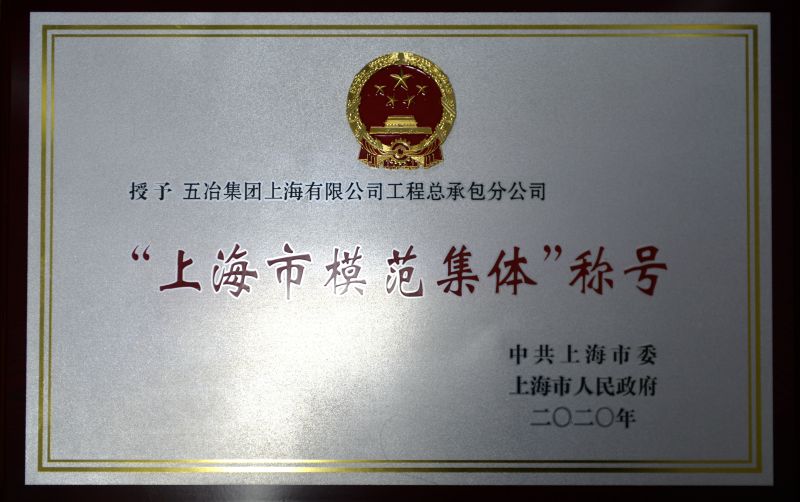 授予 五冶集团上海有限公司工程总承包分公司
“上海市模范集体”称号
中共上海市委
上海市人民政府
二〇二〇年